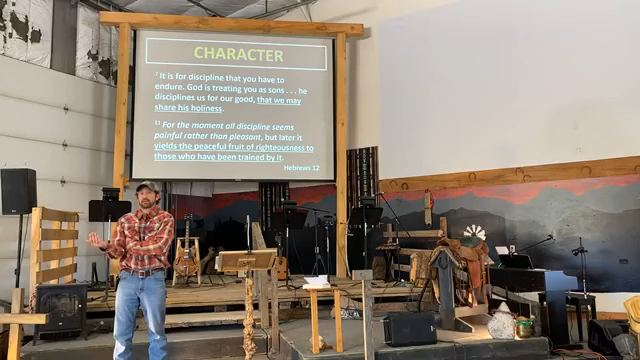 CHARACTER
7 It is for discipline that you have to
endure. God is treating you as sons . . . he
disciplines us for our good, that we may
share his holiness.
11 For the moment all discipline seems
painful rather than pleasant, but later it
yields the peaceful fruit of righteousness to
those who have been trained by it.
Hebrews 12